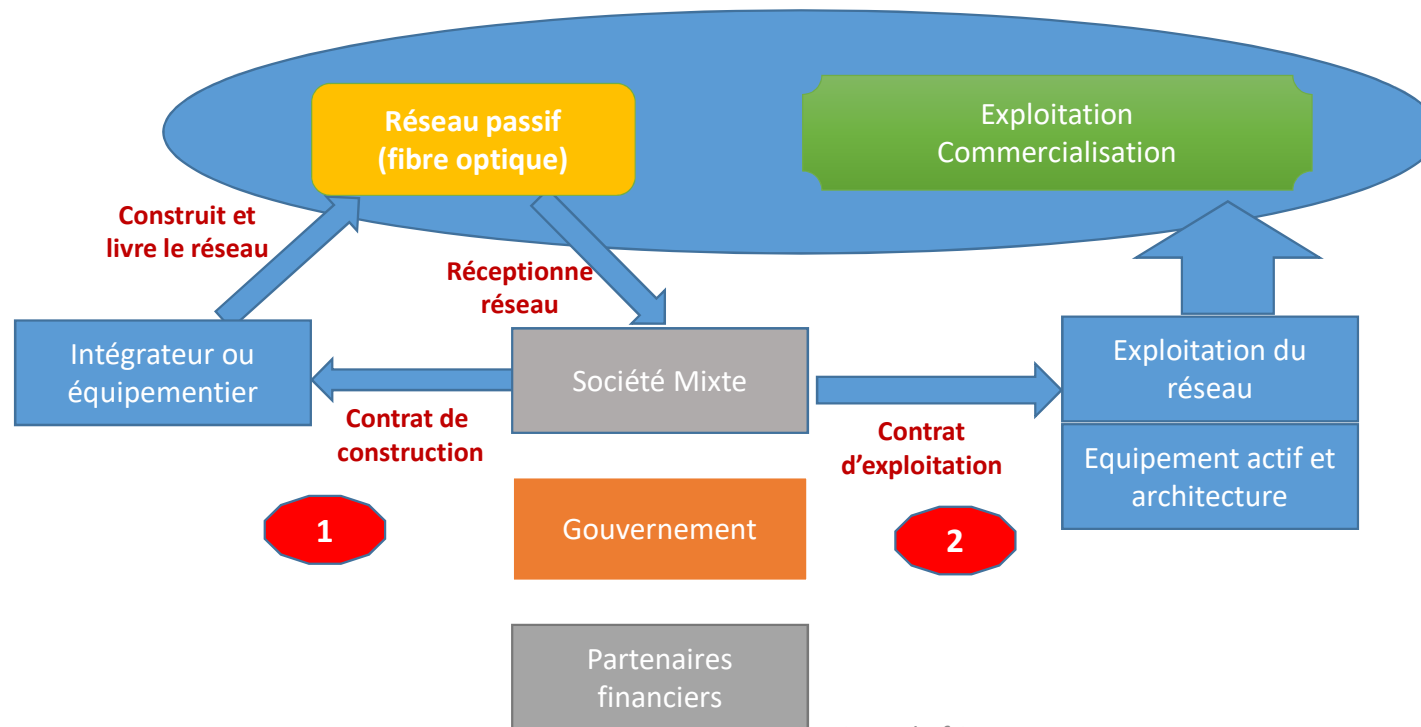 Réseau passif
(fibre optique)
Exploitation
Commercialisation
Construit et
livre le réseau
Réceptionne
réseau
Intégrateur ou
équipementier
Société Mixte
Exploitation du
réseau
Contrat de
construction
Contrat
d'exploitation
Equipement actif et
architecture
1
Gouvernement
2
Partenaires
financiers